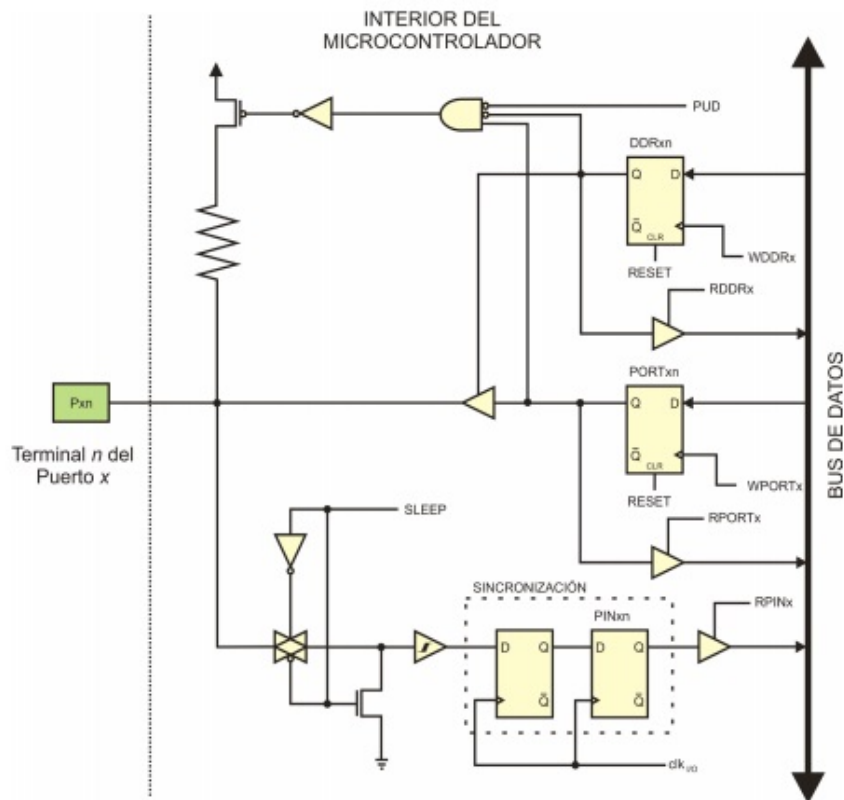 INTERIOR DEL
MICROCONTROLADOR
PUD
DDRxn
Q D
Q̅
CLR
WDDRx
RESET
RDDRx
PORTxn
Pxn
Q D
Terminal n del
Puerto x
Q̅
CLR
WPORTx
RESET
BUS DE DATOS
SLEEP
RPORTx
SINCRONIZACIÓN
PINxn
RPINx
D Q D Q
Q̅ Q̅
clk I/O